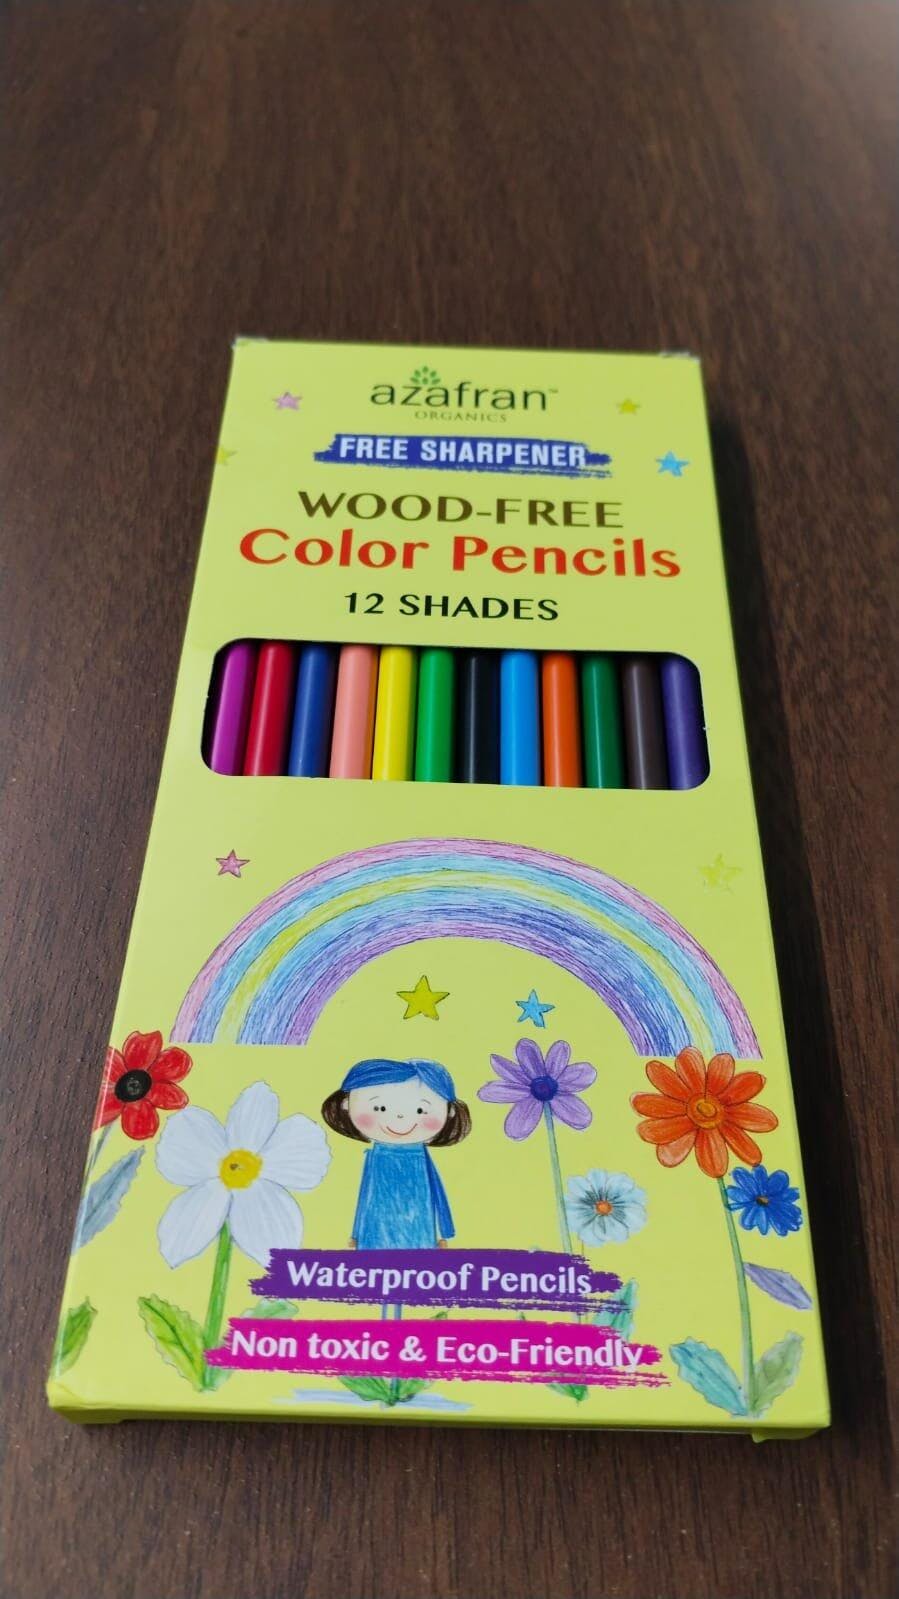 azafran™
ORGANICS
FREE SHARPENER
WOOD-FREE
Color Pencils
12 SHADES
Waterproof Pencils
Non toxic & Eco-Friendly